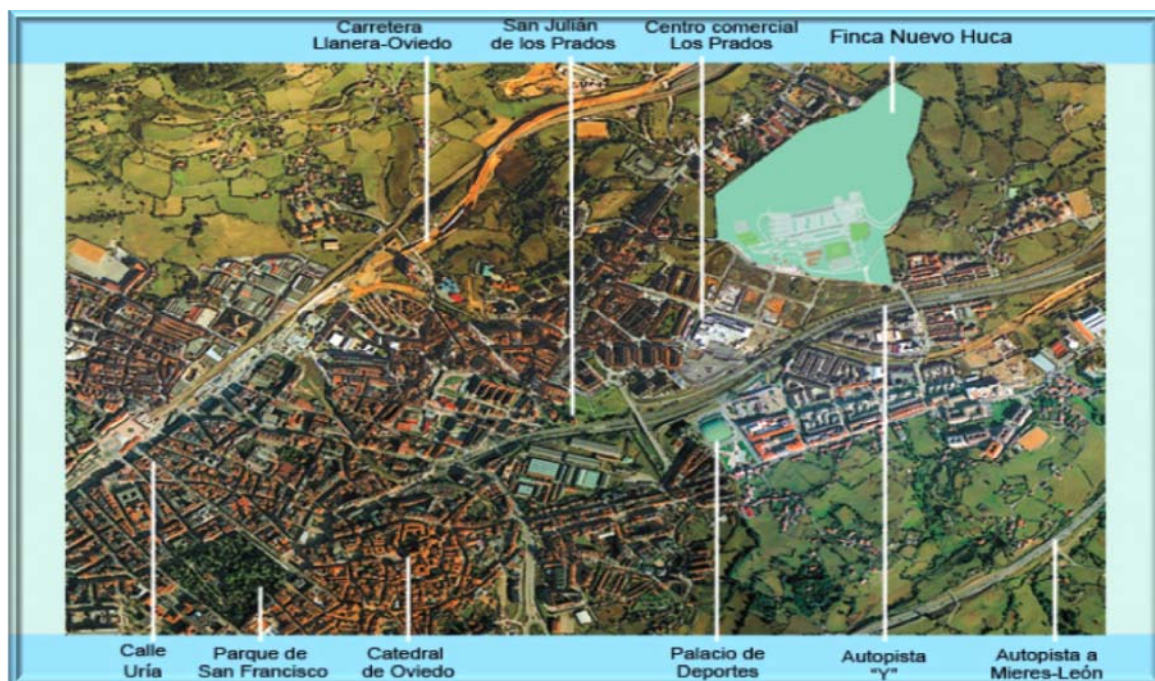 Carretera
Llanera-Oviedo
San Julián
de los Prados
Centro comercial
Los Prados
Finca Nuevo Huca
Calle
Uría
Parque de
San Francisco
Catedral
de Oviedo
Palacio de
Deportes
Autopista
"Y"
Autopista a
Mieres-León